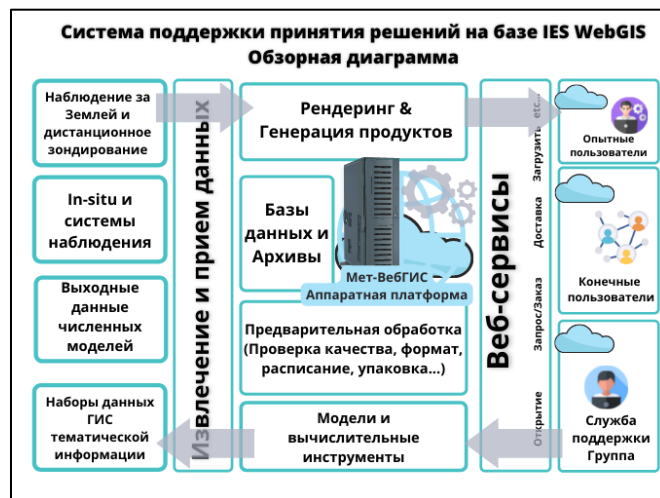 Система поддержки принятия решений на базе IES WebGIS
Обзорная диаграмма
Наблюдение за
Землей и
дистанционое
зондирование
In-situ и
системы
наблюдения
Выходные
данные
численных
моделей
Наборы данных
ГИС
тематической
информации
Извлечение и прием данных
Рендеринг &
Генерация продуктов
Базы
данных и
Архивы
Мет-ВебГИС
Аппаратная платформа
Предварительная обработка
(Проверка качества, формат,
расписание, упаковка...)
Модели и
вычислительные
инструменты
Веб-сервисы
Открытие
Запрос/Заказ
Доставка
Загрузить
etc...
Опытные
пользователи
Конечные
пользователи
Служба
поддержки
Группа